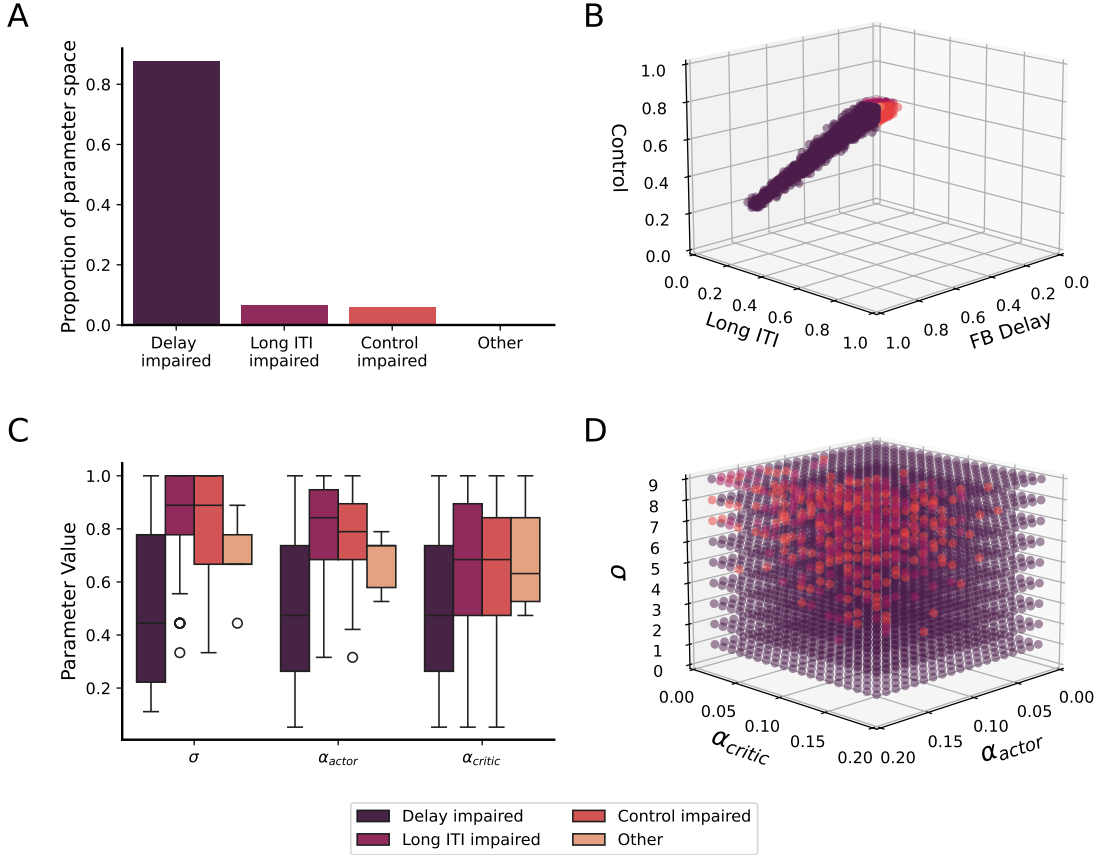 A
Proportion of parameter space
0.8
0.6
0.4
0.2
0.0
Delay
impaired
Long ITI
impaired
Control
impaired
Other
B
Control
1.0
0.8
0.6
0.4
0.2
0.0
0.0
0.2
0.4
0.6
0.8
1.0
Long ITI
1.0
0.8
0.6
0.4
0.2
0.0
FB Delay
C
Parameter Value
1.0
0.8
0.6
0.4
0.2
σ
α_actor
α_critic
D
σ
9
8
7
6
5
4
3
2
1
0
0.00
0.05
0.10
0.15
0.20
α_critic
0.20
0.15
0.10
0.05
0.00
α_actor
Delay impaired
Long ITI impaired
Control impaired
Other